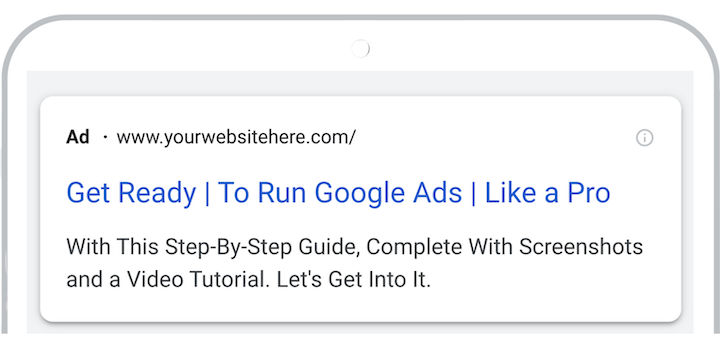 Ad · www.yourwebsitehere.com/
Get Ready | To Run Google Ads | Like a Pro
With This Step-By-Step Guide, Complete With Screenshots
and a Video Tutorial. Let's Get Into It.